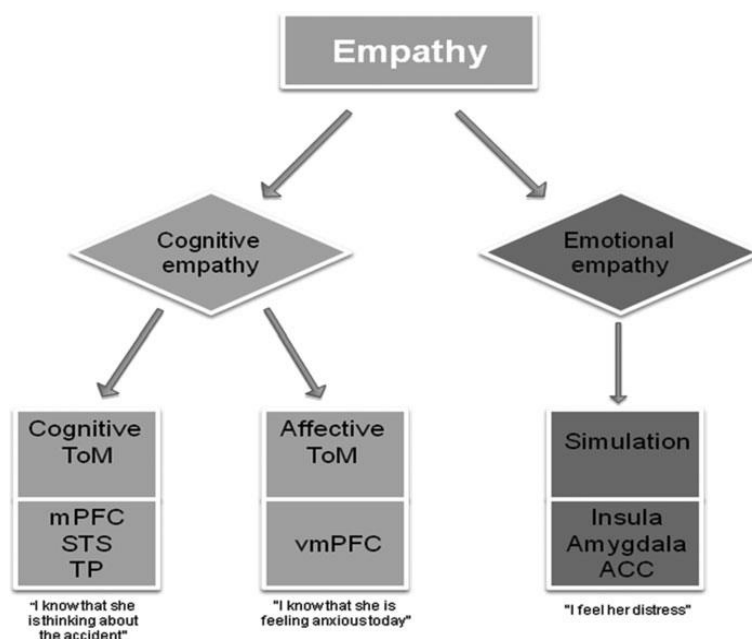 Empathy
Cognitive
empathy
Emotional
empathy
Cognitive
ToM
mPFC
STS
TP
"I know that she
is thinking about
the accident"
Affective
ToM
vmPFC
"I know that she is
feeling anxious today"
Simulation
Insula
Amygdala
ACC
"I feel her distress"